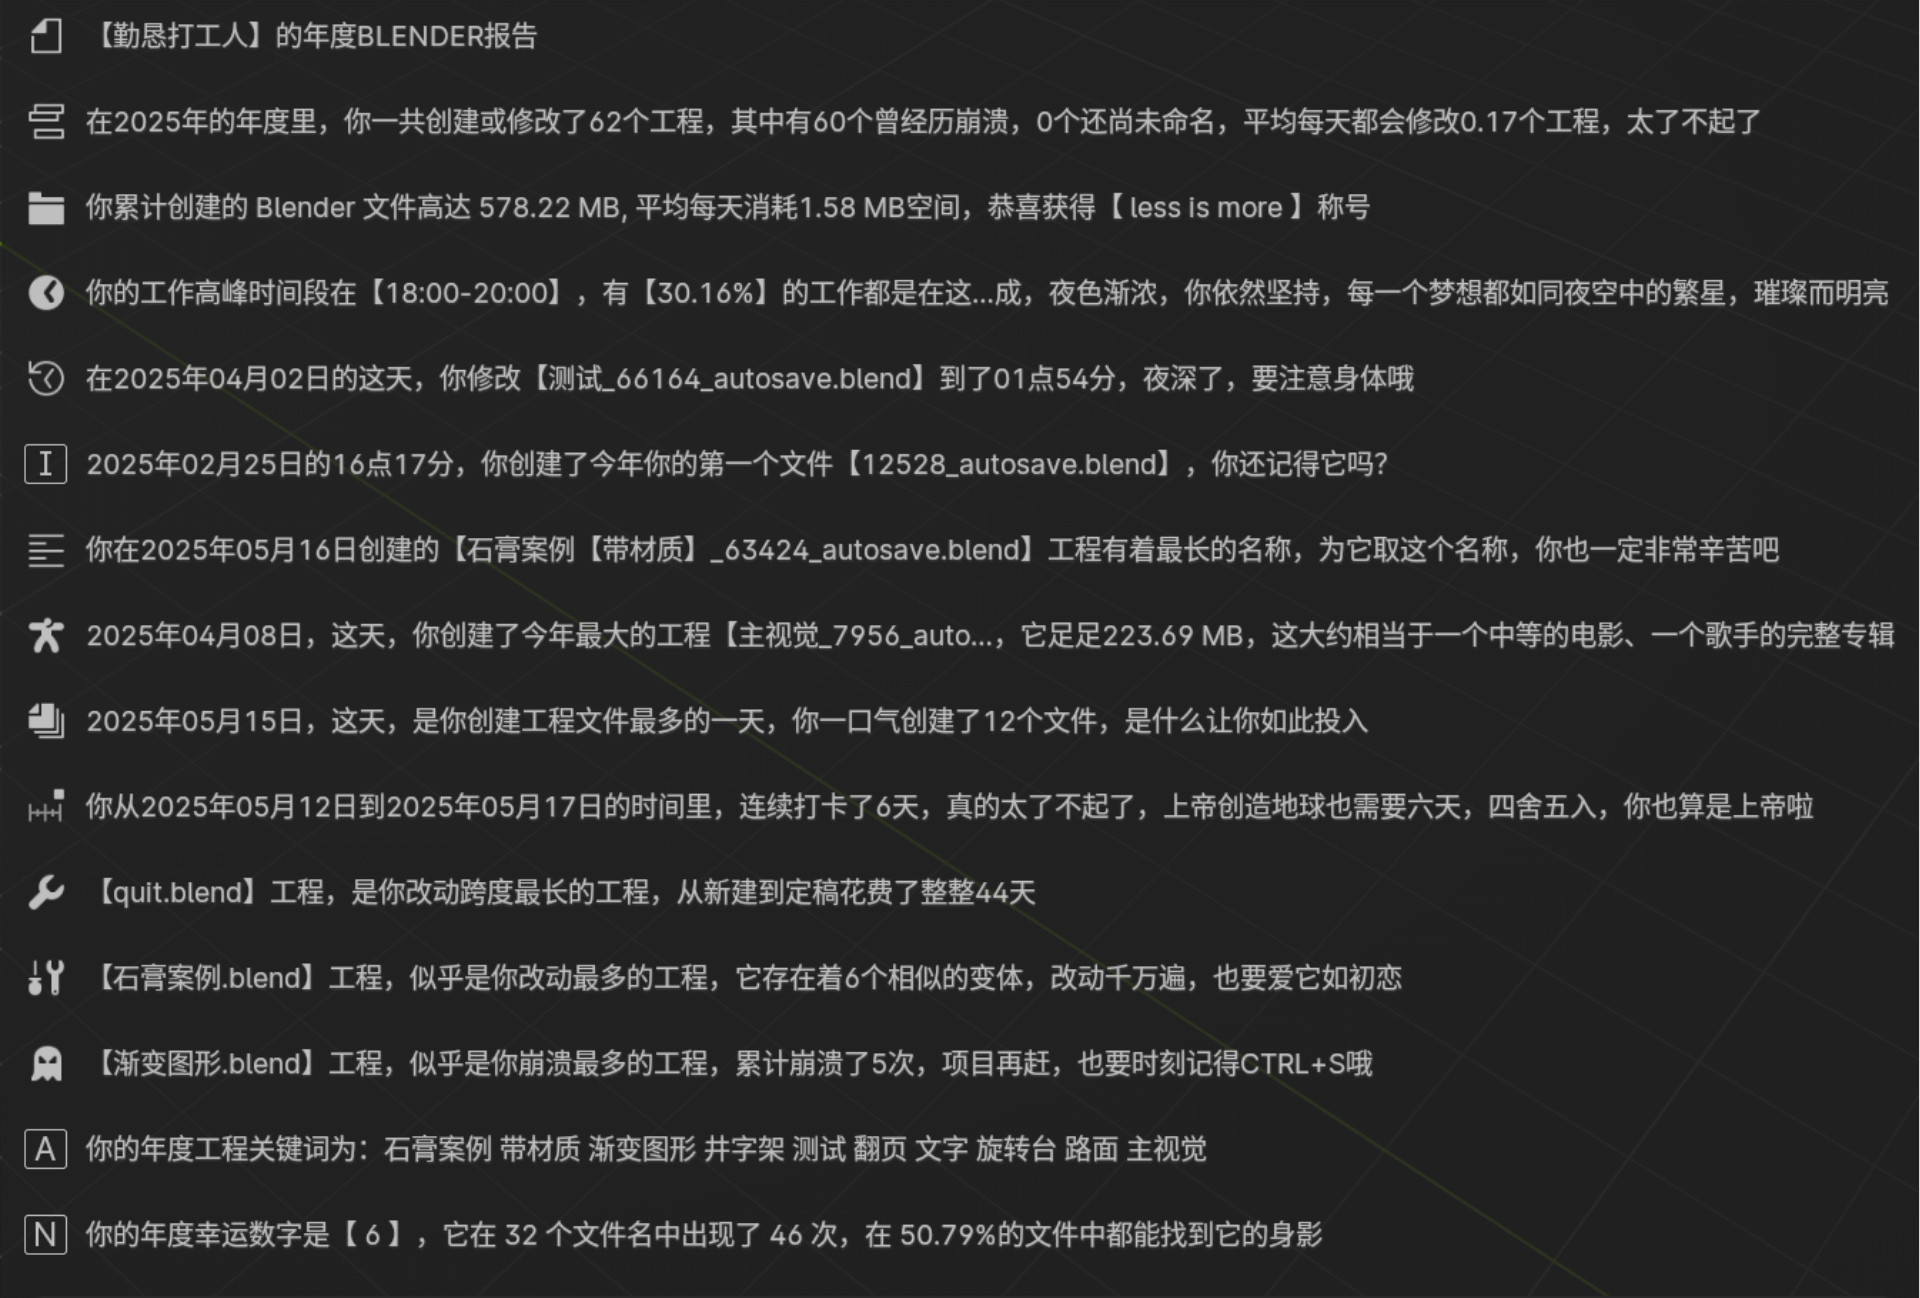 【勤恳打工人】的年度BLENDER报告
在2025年的年度里，你一共创建或修改了62个工程，其中有60个曾经历崩溃，0个还尚未命名，平均每天都会修改0.17个工程，太了不起了
你累计创建的 Blender 文件高达 578.22 MB, 平均每天消耗1.58 MB空间，恭喜获得【 less is more 】称号
你的工作高峰时间段在【18:00-20:00】，有【30.16%】的工作都是在这...成，夜色渐浓，你依然坚持，每一个梦想都如同夜空中的繁星，璀璨而明亮
在2025年04月02日的这天，你修改【测试_66164_autosave.blend】到了01点54分，夜深了，要注意身体哦
I 2025年02月25日的16点17分，你创建了今年你的第一个文件【12528_autosave.blend】，你还记得它吗？
你在2025年05月16日创建的【石膏案例【带材质】_63424_autosave.blend】工程有着最长的名称，为它取这个名称，你也一定非常辛苦吧
2025年04月08日，这天，你创建了今年最大的工程【主视觉_7956_auto...，它足足223.69 MB，这大约相当于一个中等的电影、一个歌手的完整专辑
2025年05月15日，这天，是你创建工程文件最多的一天，你一口气创建了12个文件，是什么让你如此投入
你从2025年05月12日到2025年05月17日的时间里，连续打卡了6天，真的太了不起了，上帝创造地球也需要六天，四舍五入，你也算是上帝啦
【quit.blend】工程，是你改动跨度最长的工程，从新建到定稿花费了整整44天
【石膏案例.blend】工程，似乎是你改动最多的工程，它存在着6个相似的变体，改动千万遍，也要爱它如初恋
【渐变图形.blend】工程，似乎是你崩溃最多的工程，累计崩溃了5次，项目再赶，也要时刻记得CTRL+S哦
A 你的年度工程关键词为：石膏案例 带材质 渐变图形 井字架 测试 翻页 文字 旋转台 路面 主视觉
N 你的年度幸运数字是【 6 】，它在 32 个文件名中出现了 46 次，在 50.79%的文件中都能找到它的身影